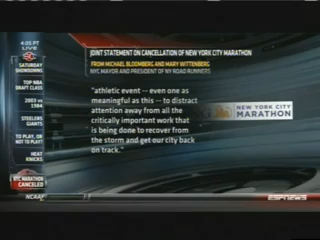 4:01 PT
LIVE
SATURDAY
SHOWDOWNS
TOP NBA
DRAFT CLASS
2003 vs
1984
STEELERS
GIANTS
TO PLAY, OR
NOT TO PLAY
HEAT
KNICKS
NYC MARATHON
CANCELED
NCAA
JOINT STATEMENT ON CANCELLATION OF NEW YORK CITY MARATHON
FROM MICHAEL BLOOMBERG AND MARY WITTENBERG
NYC MAYOR AND PRESIDENT OF NY ROAD RUNNERS
"athletic event -- even one as
meaningful as this -- to distract
attention away from all the
critically important work that
is being done to recover from
the storm and get our city back
on track."
NEW YORK CITY
MARATHON
ESPNEWS